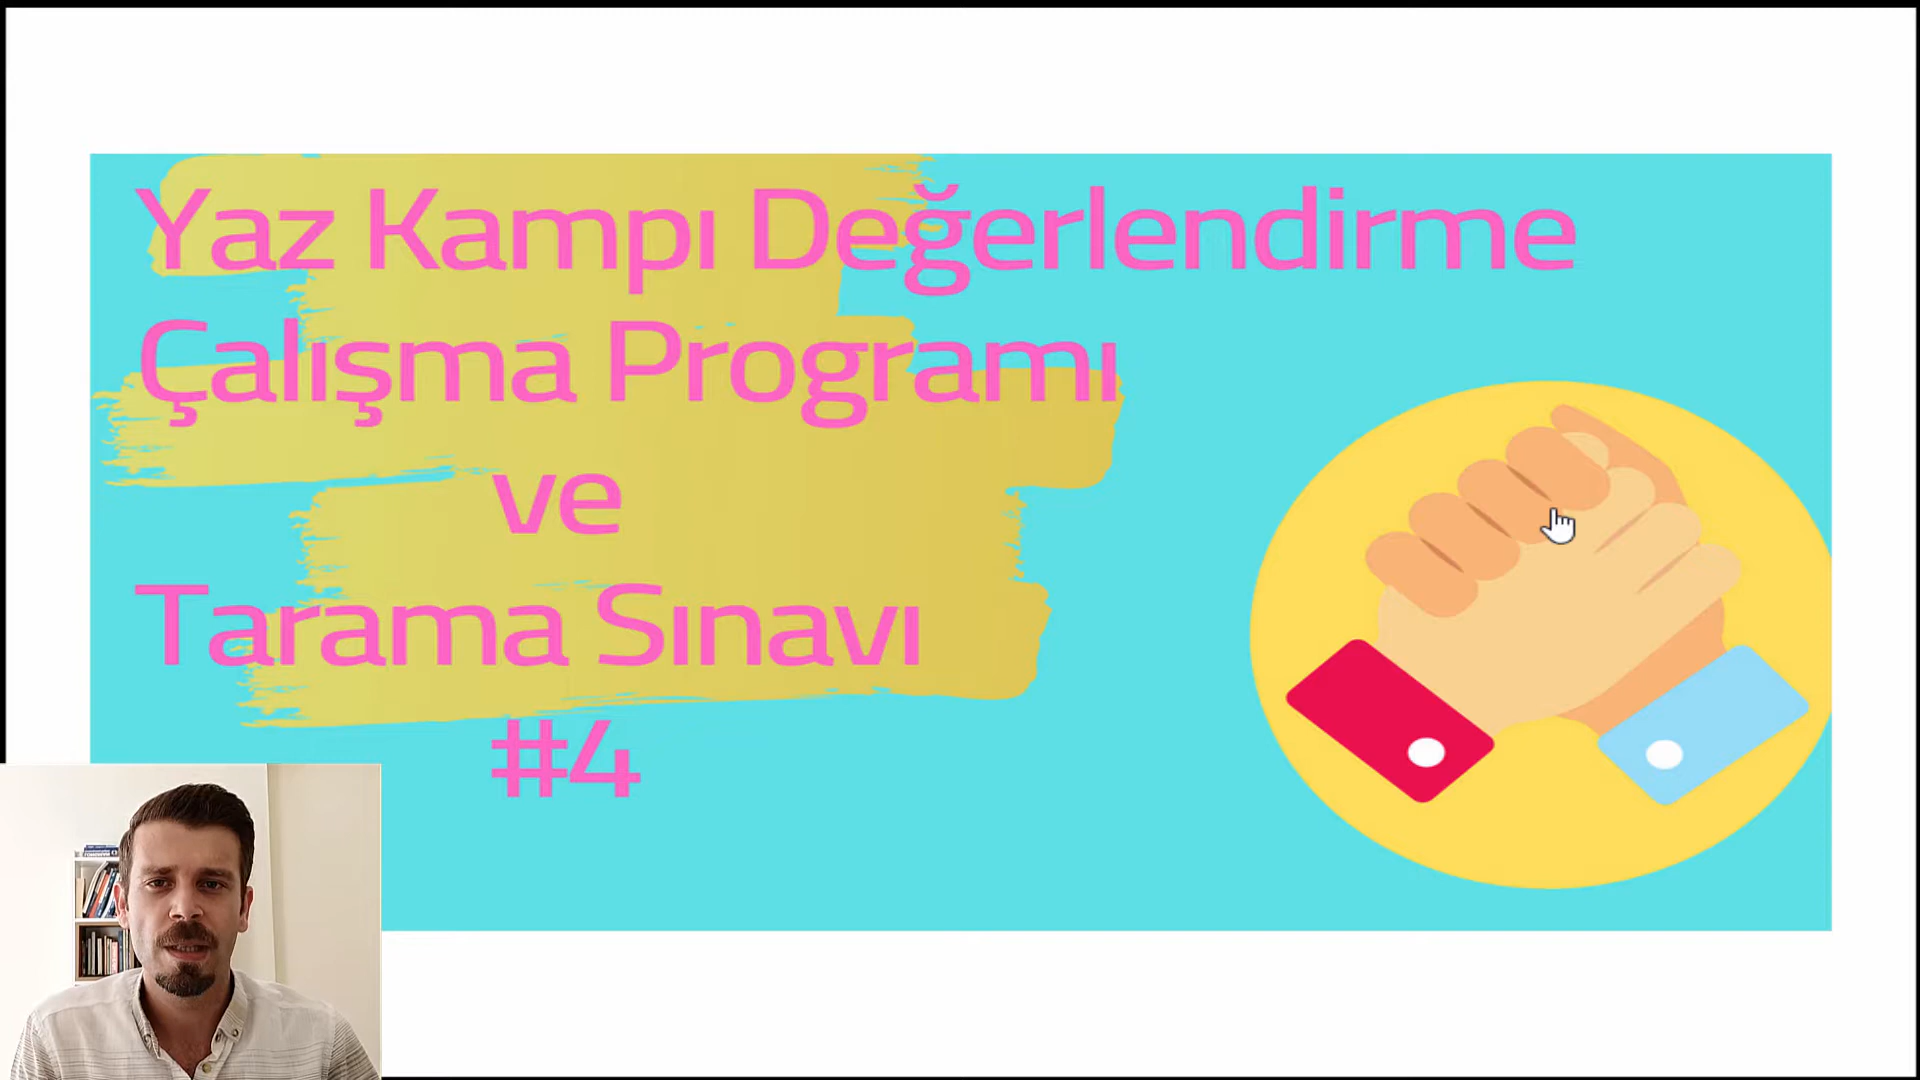 Yaz Kampı Değerlendirme
Çalışma Programı
ve
Tarama Sınavı
#4